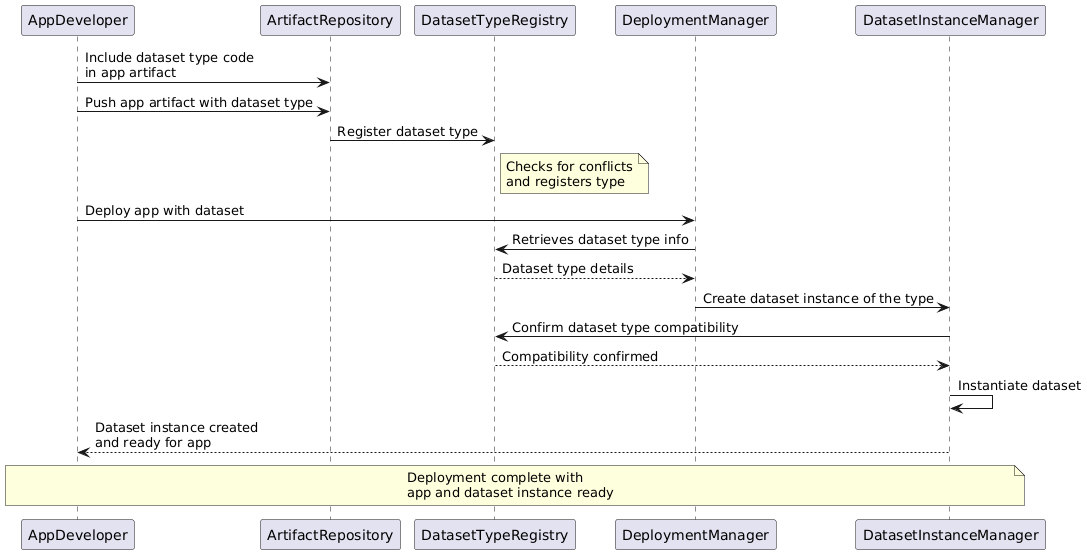 AppDeveloper
ArtifactRepository
DatasetTypeRegistry
DeploymentManager
DatasetInstanceManager
Include dataset type code
in app artifact
Push app artifact with dataset type
Register dataset type
Checks for conflicts
and registers type
Deploy app with dataset
Retrieves dataset type info
Dataset type details
Create dataset instance of the type
Confirm dataset type compatibility
Compatibility confirmed
Instantiate dataset
Dataset instance created
and ready for app
Deployment complete with
app and dataset instance ready
AppDeveloper
ArtifactRepository
DatasetTypeRegistry
DeploymentManager
DatasetInstanceManager